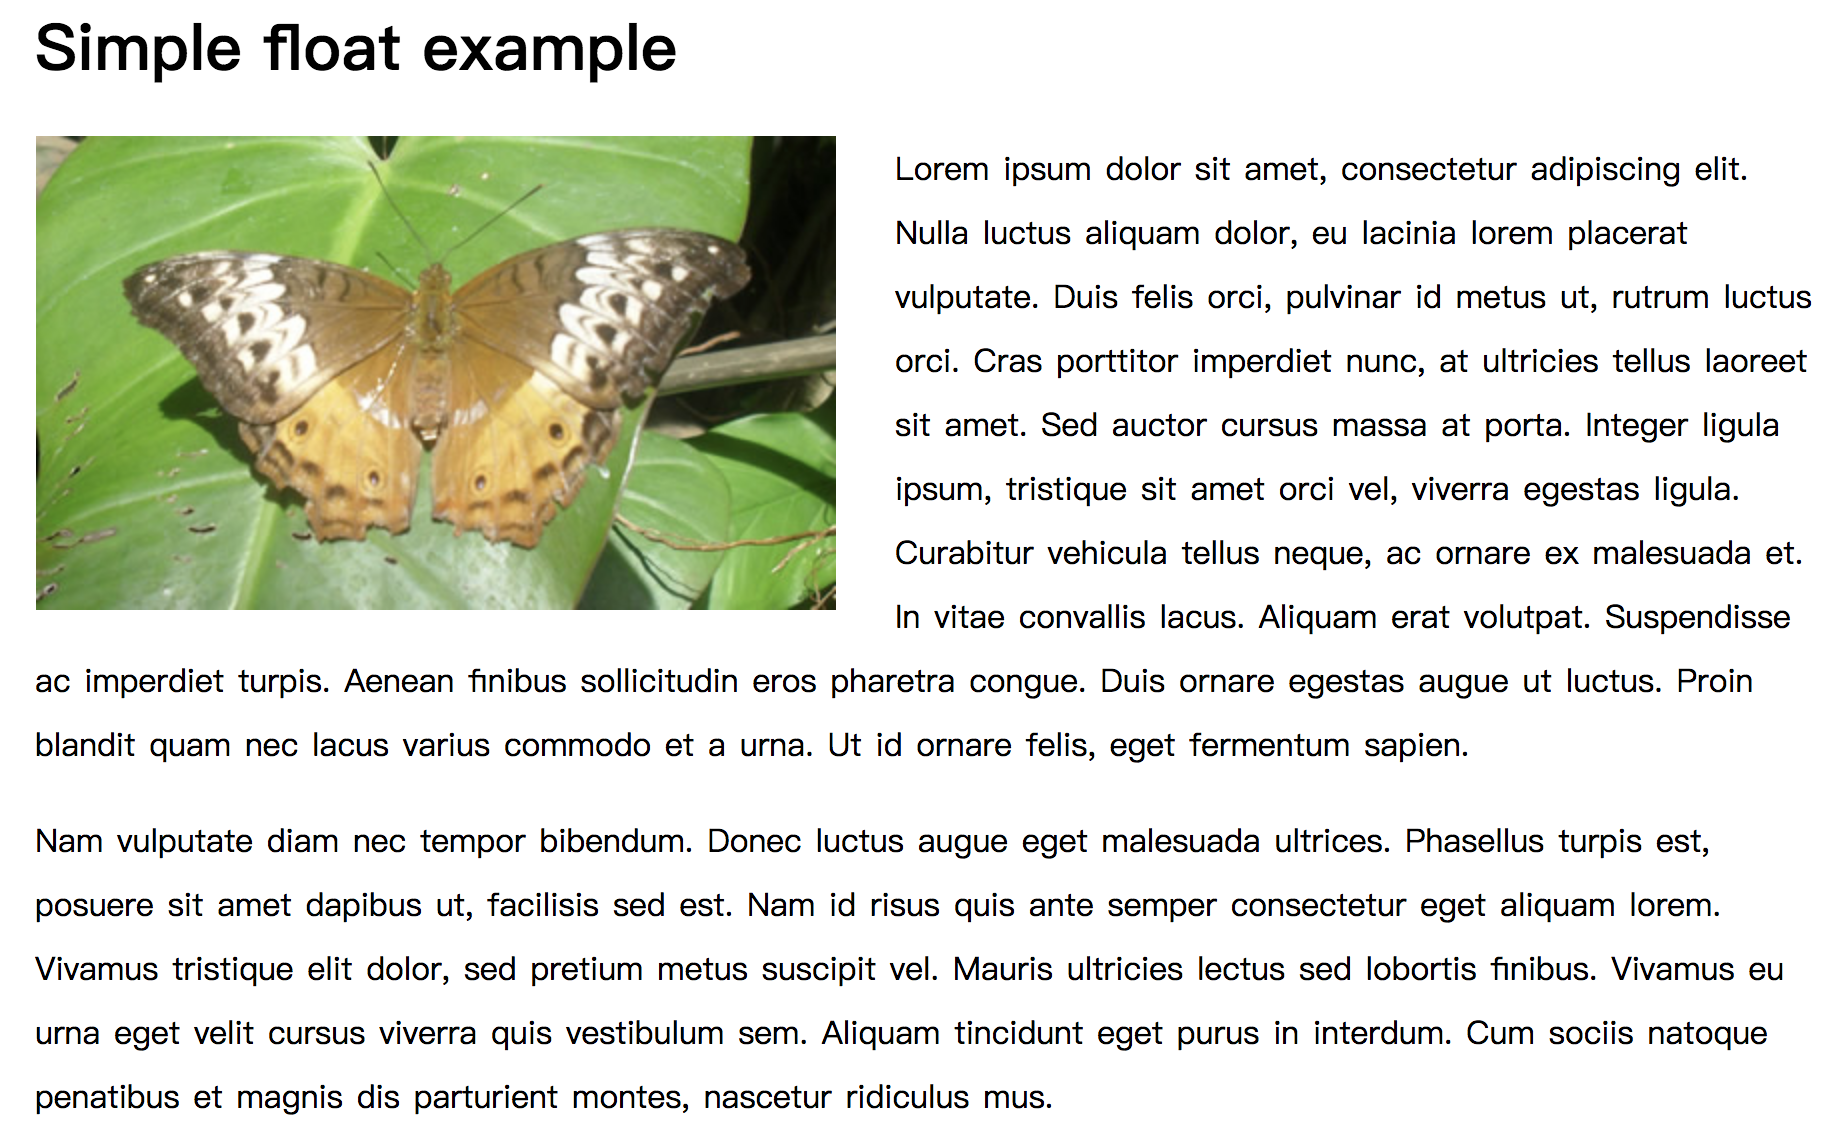 Simple float example
Lorem ipsum dolor sit amet, consectetur adipiscing elit.
Nulla luctus aliquam dolor, eu lacinia lorem placerat
vulputate. Duis felis orci, pulvinar id metus ut, rutrum luctus
orci. Cras porttitor imperdiet nunc, at ultricies tellus laoreet
sit amet. Sed auctor cursus massa at porta. Integer ligula
ipsum, tristique sit amet orci vel, viverra egestas ligula.
Curabitur vehicula tellus neque, ac ornare ex malesuada et.
In vitae convallis lacus. Aliquam erat volutpat. Suspendisse
ac imperdiet turpis. Aenean finibus sollicitudin eros pharetra congue. Duis ornare egestas augue ut luctus. Proin
blandit quam nec lacus varius commodo et a urna. Ut id ornare felis, eget fermentum sapien.
Nam vulputate diam nec tempor bibendum. Donec luctus augue eget malesuada ultrices. Phasellus turpis est,
posuere sit amet dapibus ut, facilisis sed est. Nam id risus quis ante semper consectetur eget aliquam lorem.
Vivamus tristique elit dolor, sed pretium metus suscipit vel. Mauris ultricies lectus sed lobortis finibus. Vivamus eu
urna eget velit cursus viverra quis vestibulum sem. Aliquam tincidunt eget purus in interdum. Cum sociis natoque
penatibus et magnis dis parturient montes, nascetur ridiculus mus.